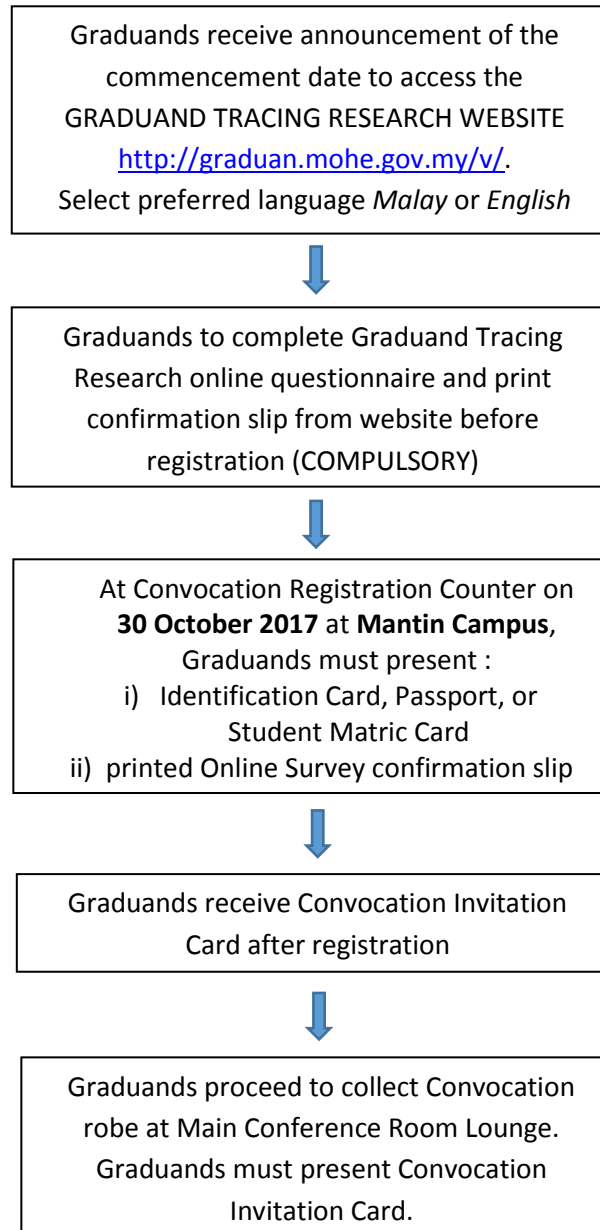 Graduands receive announcement of the
commencement date to access the
GRADUAND TRACING RESEARCH WEBSITE
http://graduan.mohe.gov.my/v/.
Select preferred language Malay or English
Graduands to complete Graduand Tracing
Research online questionnaire and print
confirmation slip from website before
registration (COMPULSORY)
At Convocation Registration Counter on
30 October 2017 at Mantin Campus,
Graduands must present :
i) Identification Card, Passport, or
Student Matric Card
ii) printed Online Survey confirmation slip
Graduands receive Convocation Invitation
Card after registration
Graduands proceed to collect Convocation
robe at Main Conference Room Lounge.
Graduands must present Convocation
Invitation Card.